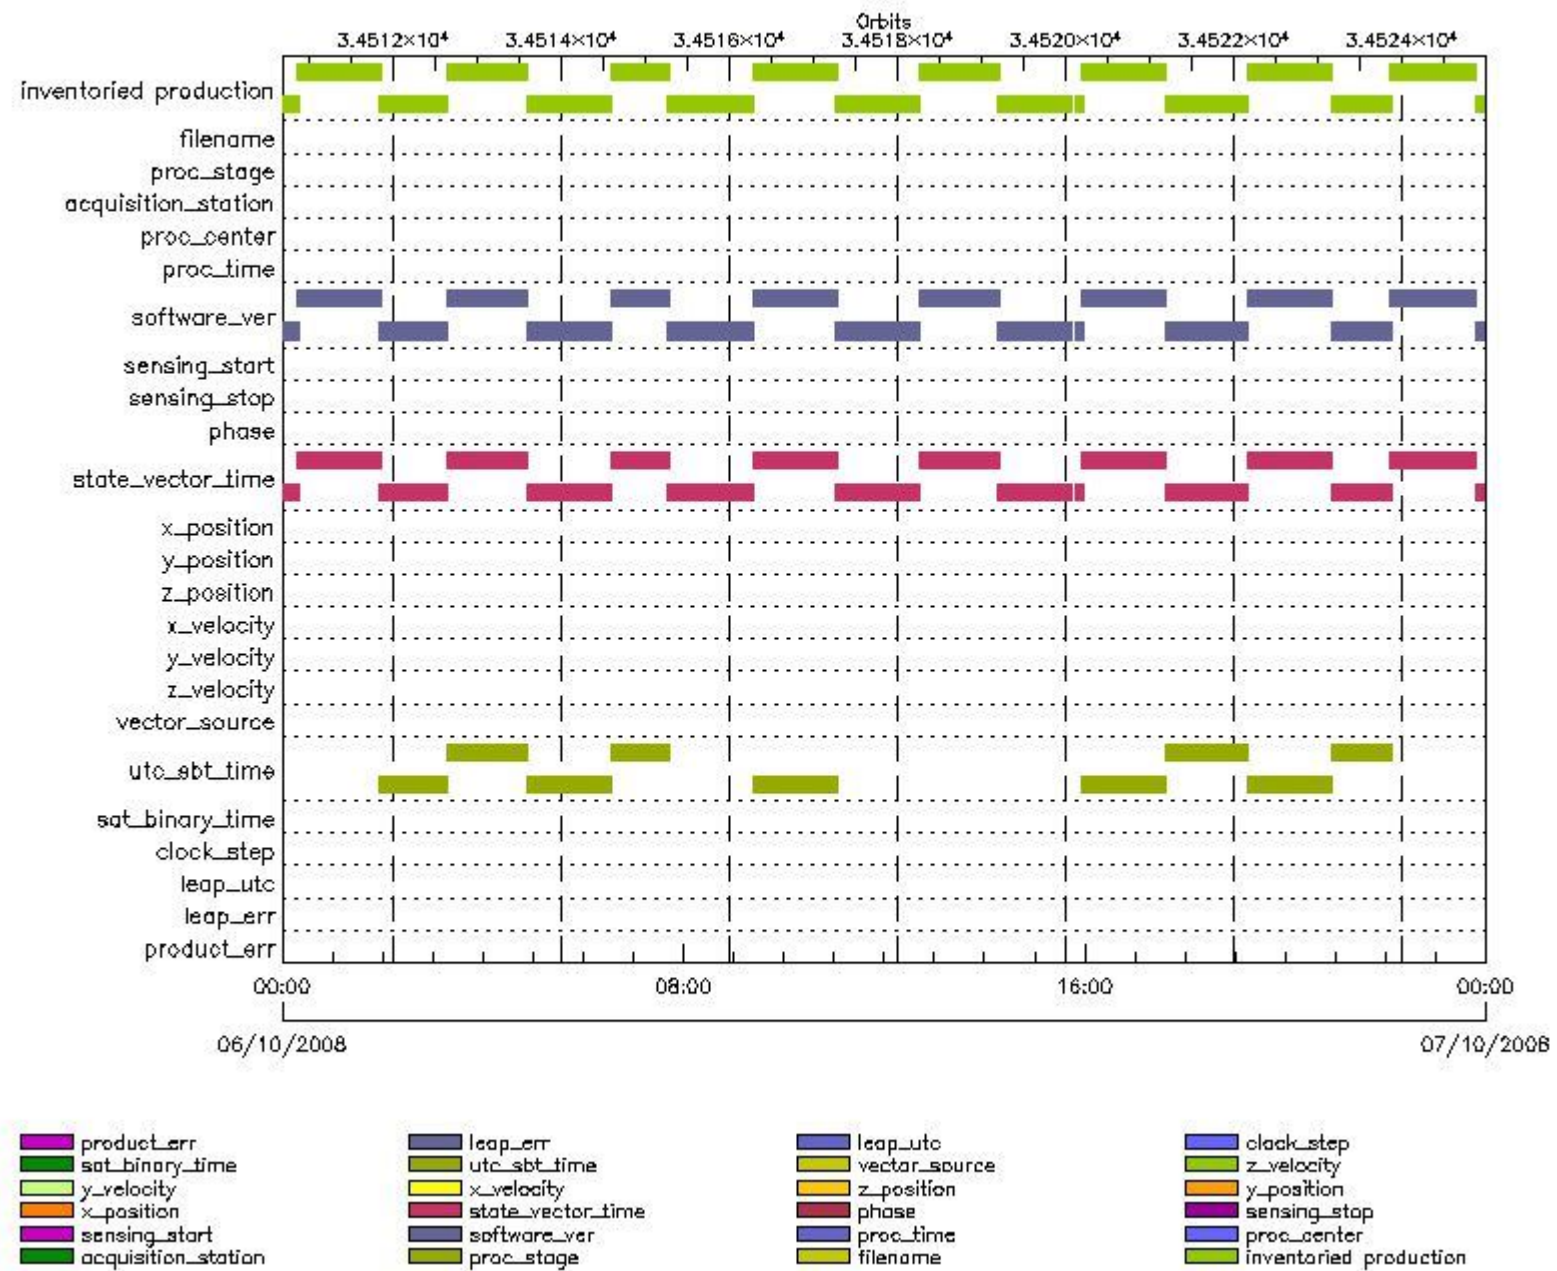 Orbits
3.4512×10⁴ 3.4514×10⁴ 3.4516×10⁴ 3.4518×10⁴ 3.4520×10⁴ 3.4522×10⁴ 3.4524×10⁴
inventoried production
filename
proc_stage
acquisition_station
proc_center
proc_time
software_ver
sensing_start
sensing_stop
phase
state_vector_time
x_position
y_position
z_position
x_velocity
y_velocity
z_velocity
vector_source
utc_sbt_time
sat_binary_time
clock_step
leap_utc
leap_err
product_err
00:00 08:00 16:00 00:00
06/10/2008 07/10/2008
product_err leap_err leap_utc clock_step
sat_binary_time utc_sbt_time vector_source z_velocity
y_velocity x_velocity z_position y_position
x_position state_vector_time phase sensing_stop
sensing_start software_ver proc_time proc_center
acquisition_station proc_stage filename inventoried production